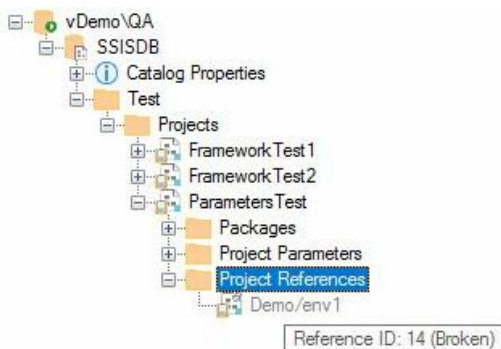 vDemo\QA
SSISDB
Catalog Properties
Test
Projects
FrameworkTest1
FrameworkTest2
ParametersTest
Packages
Project Parameters
Project References
Demo/env1
Reference ID: 14 (Broken)